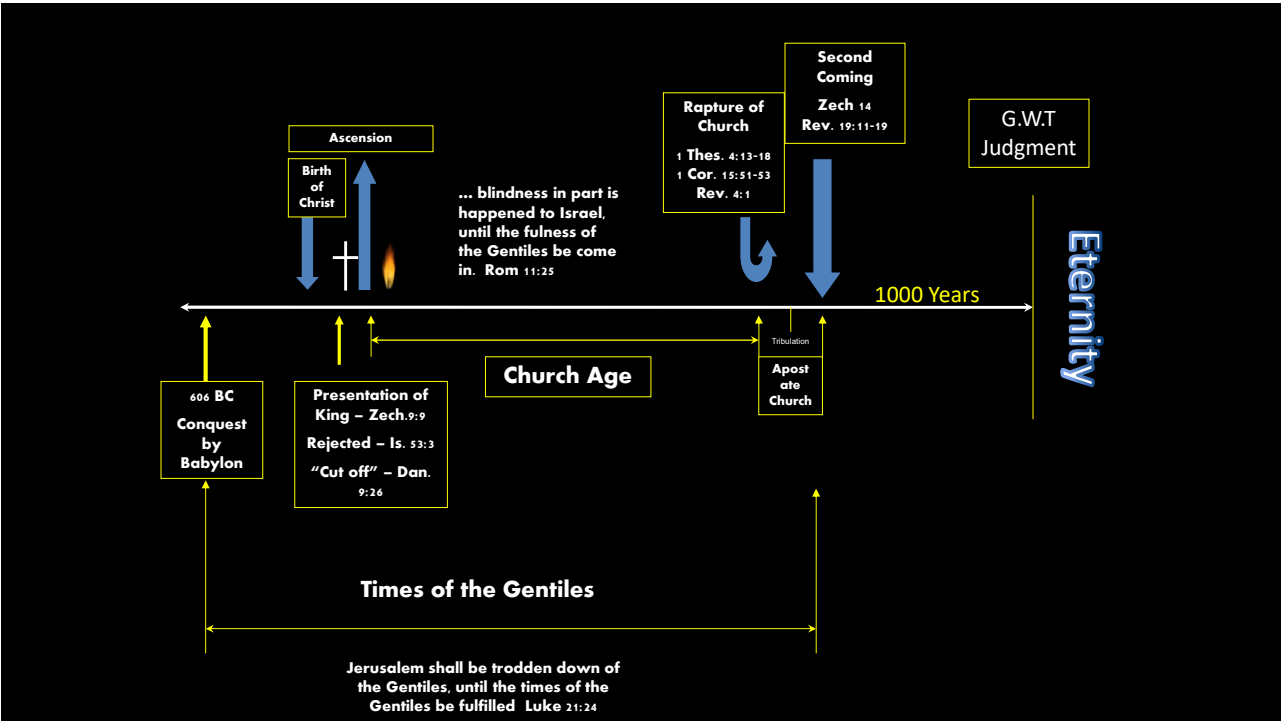 Second
Coming
Zech 14
Rev. 19:11-19
Rapture of
Church
1 Thes. 4:13-18
1 Cor. 15:51-53
Rev. 4:1
G.W.T
Judgment
Ascension
Birth
of
Christ
... blindness in part is
happened to Israel,
until the fulness of
the Gentiles be come
in. Rom 11:25
1000 Years
Eternity
Tribulation
Church Age
Apost
ate
Church
606 BC
Conquest
by
Babylon
Presentation of
King – Zech.9:9
Rejected – Is. 53:3
“Cut off” – Dan.
9:26
Times of the Gentiles
Jerusalem shall be trodden down of
the Gentiles, until the times of the
Gentiles be fulfilled Luke 21:24